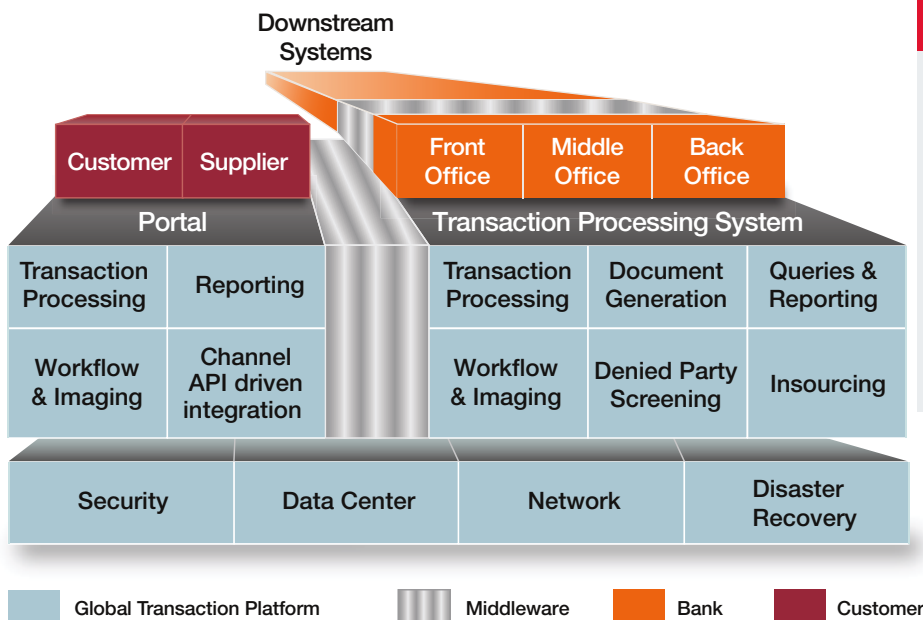 Downstream
Systems
Customer
Supplier
Front
Office
Middle
Office
Back
Office
Portal
Transaction Processing System
Transaction
Processing
Reporting
Transaction
Processing
Document
Generation
Queries &
Reporting
Workflow
& Imaging
Channel
API driven
integration
Workflow
& Imaging
Denied Party
Screening
Insourcing
Security
Data Center
Network
Disaster
Recovery
Global Transaction Platform
Middleware
Bank
Customer